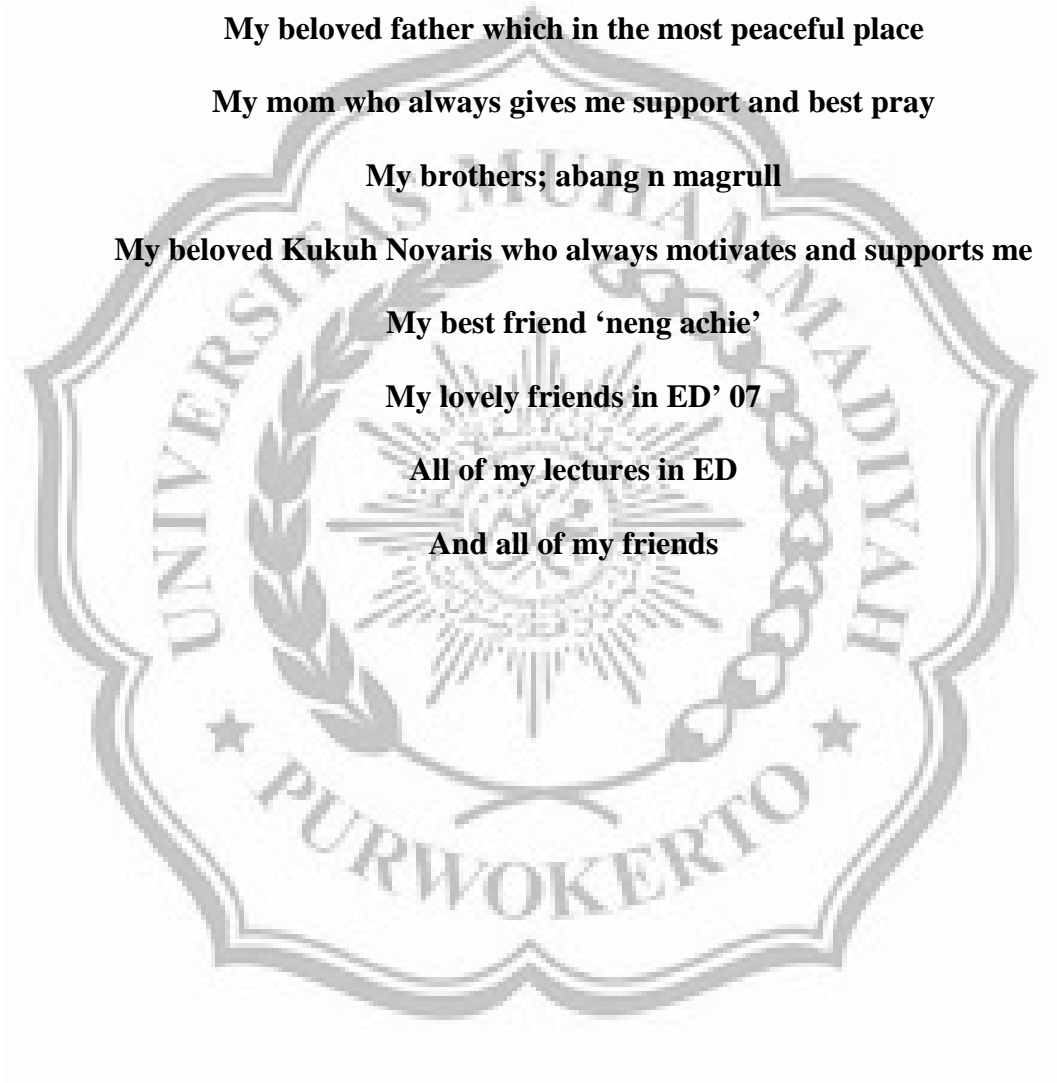 My beloved father which in the most peaceful place
My mom who always gives me support and best pray
My brothers; abang n magrull
My beloved Kukuh Novaris who always motivates and supports me
My best friend ‘neng achie’
My lovely friends in ED’ 07
All of my lectures in ED
And all of my friends
UNIVERSITAS MUHAMMADIYAH
PURWOKERTO